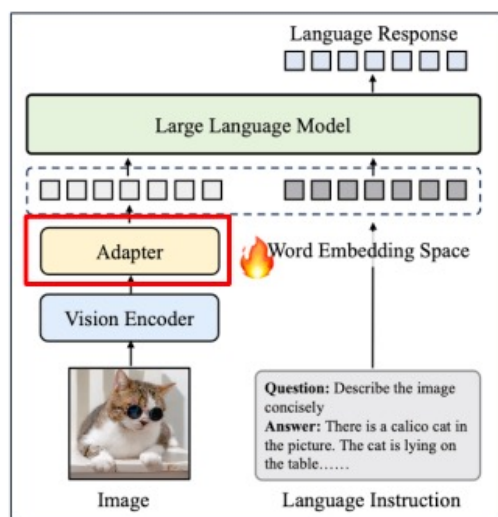 Language Response
Large Language Model
Adapter
Word Embedding Space
Vision Encoder
Question: Describe the image
concisely
Answer: There is a calico cat in
the picture. The cat is lying on
the table……
Image
Language Instruction